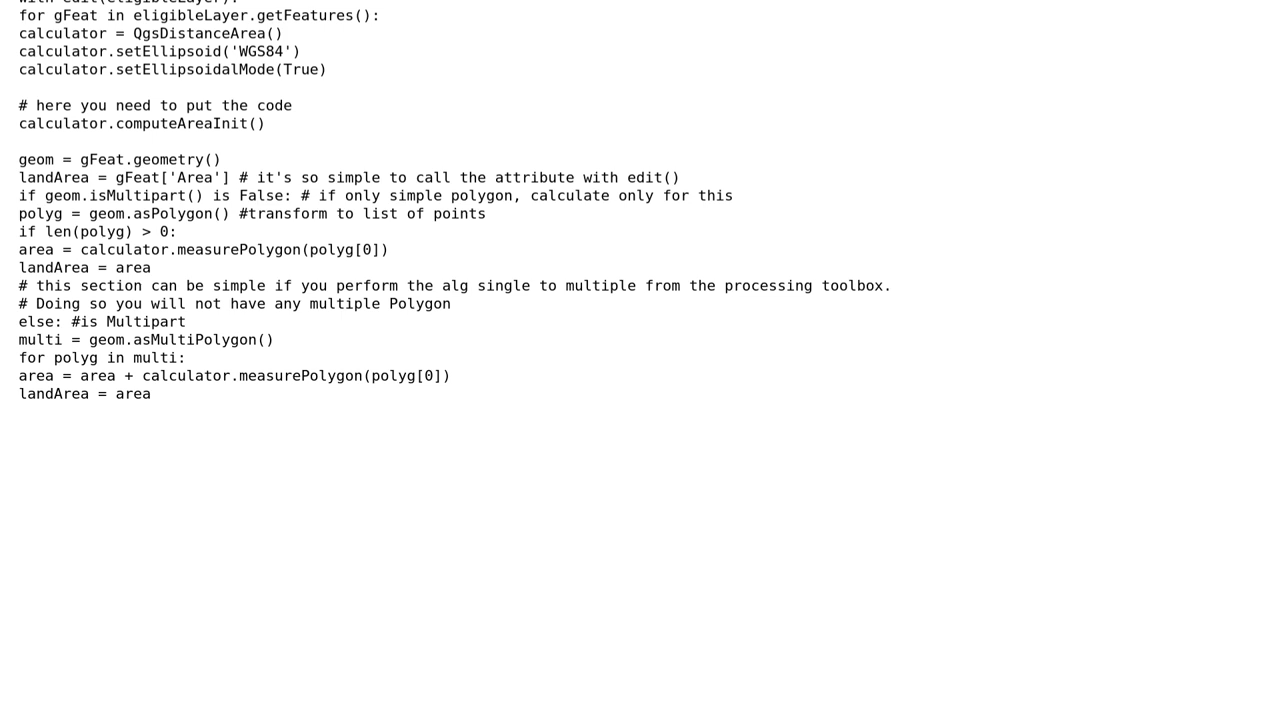 with edit(eligibleLayer):
for gFeat in eligibleLayer.getFeatures():
calculator = QgsDistanceArea()
calculator.setEllipsoid('WGS84')
calculator.setEllipsoidalMode(True)
# here you need to put the code
calculator.computeAreaInit()
geom = gFeat.geometry()
landArea = gFeat['Area'] # it's so simple to call the attribute with edit()
if geom.isMultipart() is False: # if only simple polygon, calculate only for this
polyg = geom.asPolygon() #transform to list of points
if len(polyg) > 0:
area = calculator.measurePolygon(polyg[0])
landArea = area
# this section can be simple if you perform the alg single to multiple from the processing toolbox.
# Doing so you will not have any multiple Polygon
else: #is Multipart
multi = geom.asMultiPolygon()
for polyg in multi:
area = area + calculator.measurePolygon(polyg[0])
landArea = area